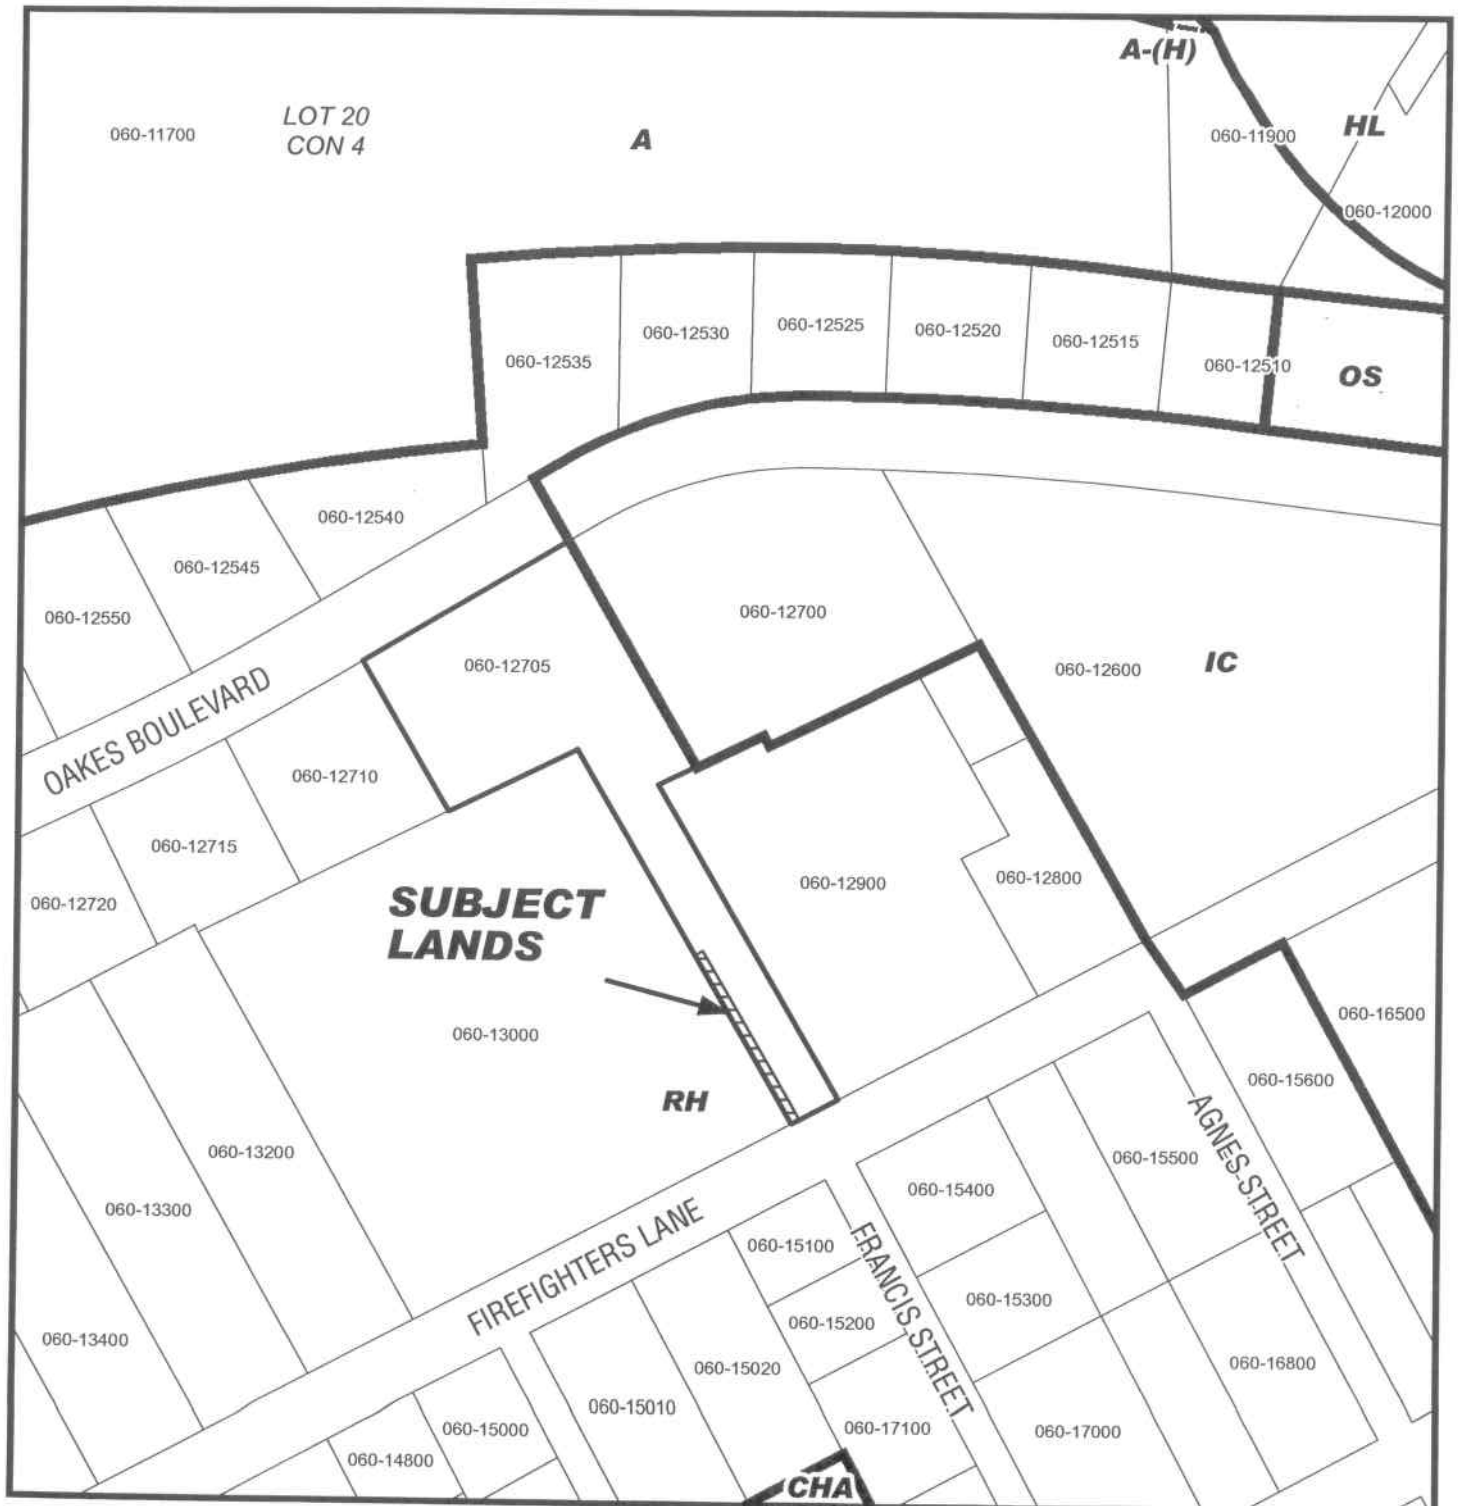 A-(H)
060-11700
LOT 20
CON 4
A
060-11900
HL
060-12000
060-12535
060-12530
060-12525
060-12520
060-12515
060-12510
OS
060-12540
060-12545
060-12550
060-12700
060-12705
060-12600
IC
OAKES BOULEVARD
060-12710
060-12715
060-12720
060-12900
060-12800
SUBJECT
LANDS
060-13000
RH
060-16500
060-15600
AGNES STREET
060-13200
060-13300
060-13400
060-15500
060-15400
060-15300
FIREFIGHTERS LANE
060-15100
FRANCIS STREET
060-15200
060-15020
060-15010
060-16800
060-17100
060-17000
060-15000
060-14800
CHA